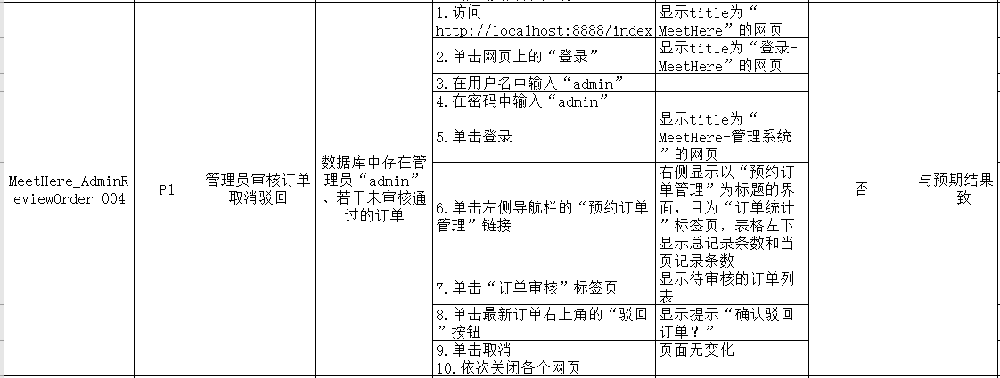 MeetHere_AdminR
eviewOrder_004
P1
管理员审核订单
取消驳回
数据库中存在管
理员“admin”
、若干未审核通
过的订单
1.访问
http://localhost:8888/index
显示title为“
MeetHere”的网页
2.单击网页上的“登录”
显示title为“登录-
MeetHere”的网页
3.在用户名中输入“admin”
4.在密码中输入“admin”
5.单击登录
显示title为“
MeetHere-管理系统
”的网页
6.单击左侧导航栏的“预约订单
管理”链接
右侧显示以“预约订
单管理”为标题的界
面，且为“订单统计
”标签页，表格左下
显示总记录条数和当
页记录条数
7.单击“订单审核”标签页
显示待审核的订单列
表
8.单击最新订单右上角的“驳回
”按钮
显示提示“确认驳回
订单？”
9.单击取消
页面无变化
10.依次关闭各个网页
否
与预期结果
一致